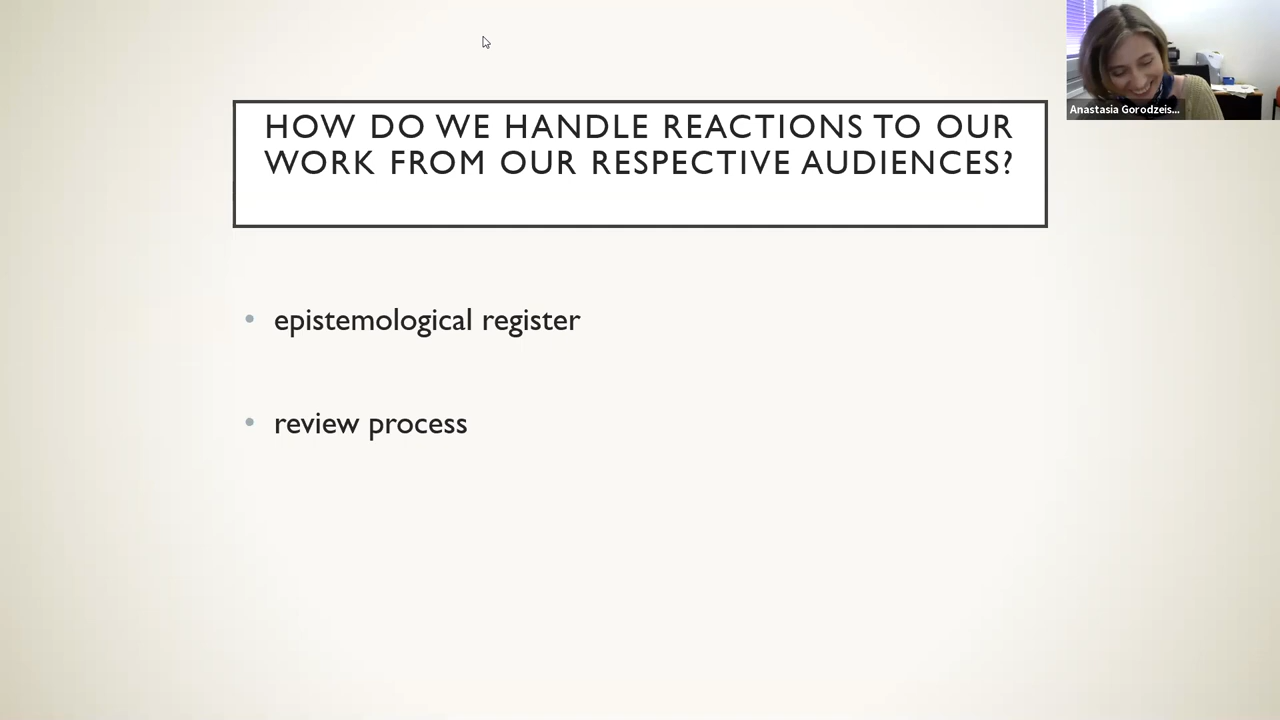 HOW DO WE HANDLE REACTIONS TO OUR
WORK FROM OUR RESPECTIVE AUDIENCES?
• epistemological register
• review process
Anastasia Gorodzeis...